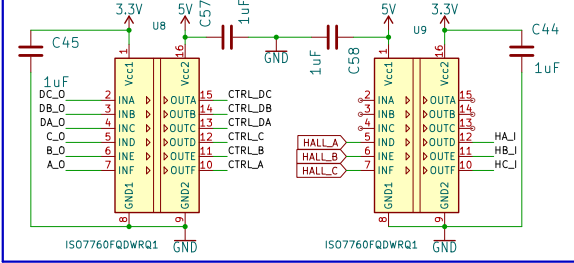 3.3V
U8
5V
C57
1uF
C45
1uF
GND
1uF
C58
5V
U9
3.3V
C44
1uF
1
16
Vcc1
Vcc2
DC_O 2 INA OUTA 15 CTRL_DC
DB_O 3 INB OUTB 14 CTRL_DB
DA_O 4 INC OUTC 13 CTRL_DA
C_O 5 IND OUTD 12 CTRL_C
B_O 6 INE OUTE 11 CTRL_B
A_O 7 INF OUTF 10 CTRL_A
GND1
GND2
8
9
ISO7760FQDWRQ1
GND
1
16
Vcc1
Vcc2
2 INA OUTA 15
3 INB OUTB 14
4 INC OUTC 13
HALL_A 5 IND OUTD 12 HA_I
HALL_B 6 INE OUTE 11 HB_I
HALL_C 7 INF OUTF 10 HC_I
GND1
GND2
8
9
ISO7760FQDWRQ1
GND